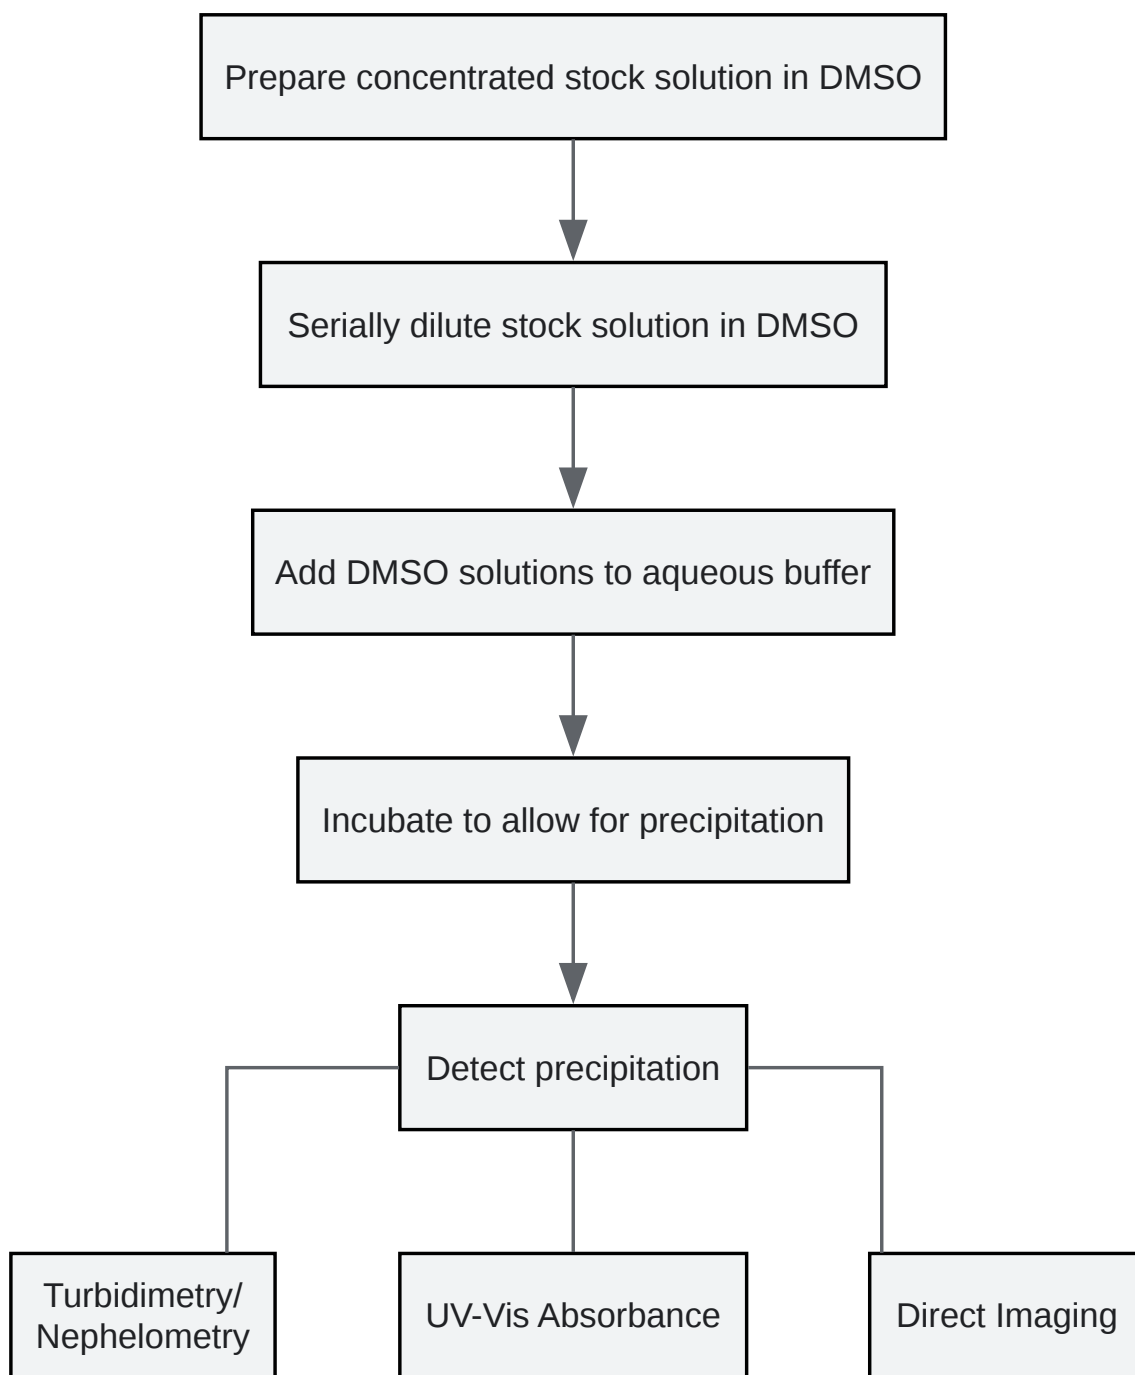 Prepare concentrated stock solution in DMSO
Serially dilute stock solution in DMSO
Add DMSO solutions to aqueous buffer
Incubate to allow for precipitation
Detect precipitation
Turbidimetry/
Nephelometry
UV-Vis Absorbance
Direct Imaging